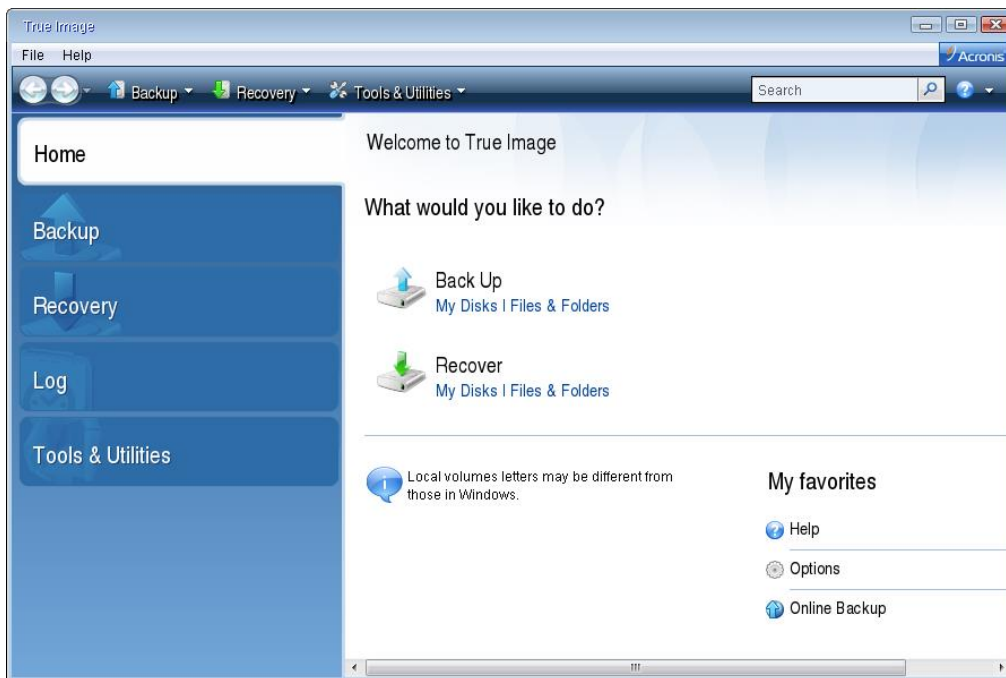 True Image
File Help
Acronis
Backup Recovery Tools & Utilities Search
Home
Backup
Recovery
Log
Tools & Utilities
Welcome to True Image
What would you like to do?
Back Up
My Disks | Files & Folders
Recover
My Disks | Files & Folders
Local volumes letters may be different from
those in Windows.
My favorites
Help
Options
Online Backup